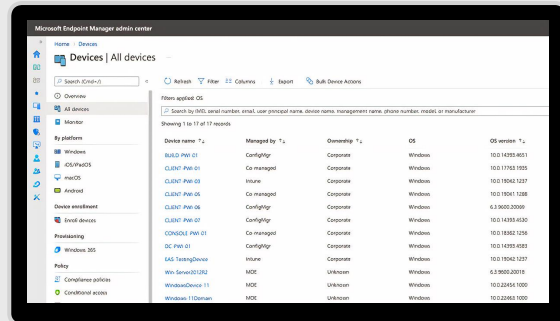 Microsoft Endpoint Manager admin center
Home Devices
Devices | All devices
Search (Cmd+/)
Refresh Filter Columns Export Bulk Device Actions
Overview
All devices
Monitor
By platform
Windows
iOS/iPadOS
macOS
Android
Device enrollment
Enroll devices
Provisioning
Windows 365
Policy
Compliance policies
Conditional access
Filters applied: OS
Search by IMEI, serial number, email, user principal name, device name, management name, phone number, model, or manufacturer
Showing 1 to 17 of 17 records
Device name ↑↓ Managed by ↑↓ Ownership ↑↓ OS OS version ↑↓
BUILD-PWI-01 ConfigMgr Corporate Windows 10.0.14393.4651
CLIENT-PWI-01 Co-managed Corporate Windows 10.0.17763.1935
CLIENT-PWI-03 Intune Corporate Windows 10.0.19042.1237
CLIENT-PWI-05 Co-managed Corporate Windows 10.0.19041.1288
CLIENT-PWI-06 ConfigMgr Corporate Windows 6.3.9600.20069
CLIENT-PWI-07 ConfigMgr Corporate Windows 10.0.14393.4530
CONSOLE-PWI-01 Co-managed Corporate Windows 10.0.18362.1256
DC-PWI-01 ConfigMgr Corporate Windows 10.0.14393.4583
EAS_TestingDevice Intune Corporate Windows 10.0.19042.1237
Win-Server2012R2 MDE Unknown Windows 6.3.9600.20018
WindowsDevice-11 MDE Unknown Windows 10.0.22454.1000
Windows-11Domain MDE Unknown Windows 10.0.22463.1000